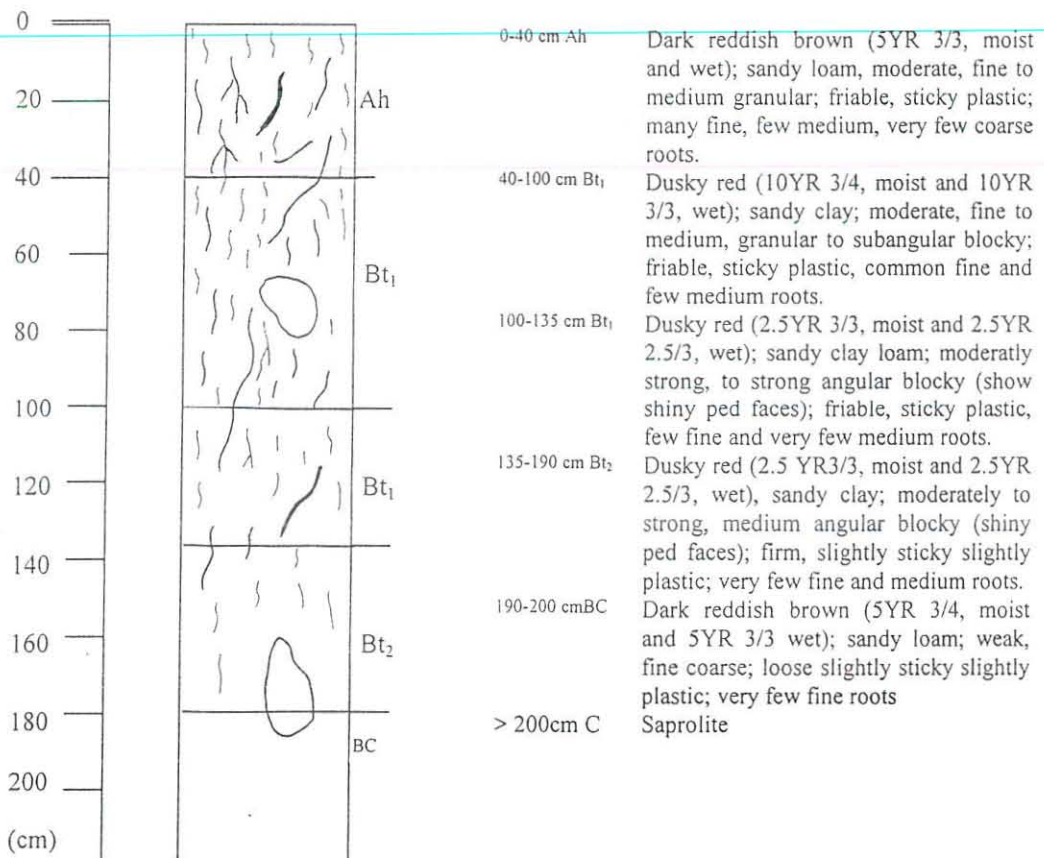 0
20
40
60
80
100
120
140
160
180
200
(cm)
Ah
Bt₁
Bt₁
Bt₂
BC
0-40 cm Ah
Dark reddish brown (5YR 3/3, moist
and wet); sandy loam, moderate, fine to
medium granular; friable, sticky plastic;
many fine, few medium, very few coarse
roots.
40-100 cm Bt₁
Dusky red (10YR 3/4, moist and 10YR
3/3, wet); sandy clay; moderate, fine to
medium, granular to subangular blocky;
friable, sticky plastic, common fine and
few medium roots.
100-135 cm Bt₁
Dusky red (2.5YR 3/3, moist and 2.5YR
2.5/3, wet); sandy clay loam; moderatly
strong, to strong angular blocky (show
shiny ped faces); friable, sticky plastic,
few fine and very few medium roots.
135-190 cm Bt₂
Dusky red (2.5 YR3/3, moist and 2.5YR
2.5/3, wet), sandy clay; moderately to
strong, medium angular blocky (shiny
ped faces); firm, slightly sticky slightly
plastic; very few fine and medium roots.
190-200 cmBC
Dark reddish brown (5YR 3/4, moist
and 5YR 3/3 wet); sandy loam; weak,
fine coarse; loose slightly sticky slightly
plastic; very few fine roots
> 200cm C
Saprolite